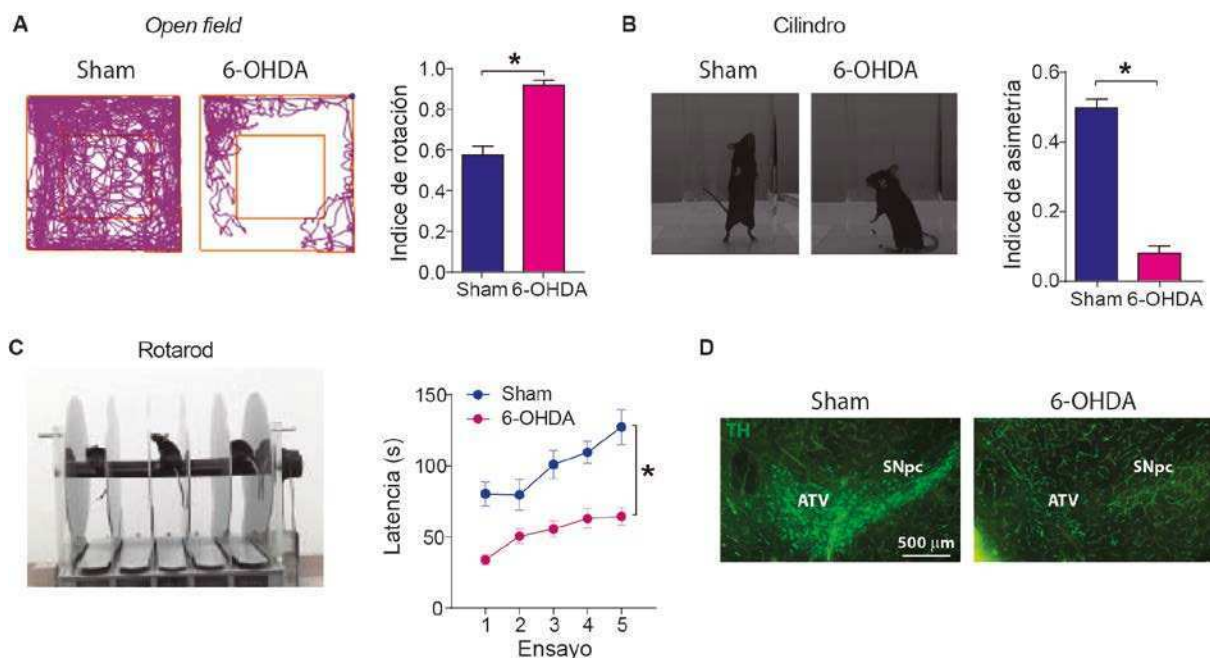 A
Open field
Sham
6-OHDA
Indice de rotación
1.0
0.8
0.6
0.4
0.2
0.0
*
Sham 6-OHDA
B
Cilindro
Sham
6-OHDA
Indice de asimetría
0.6
0.4
0.2
0.0
*
Sham 6-OHDA
C
Rotarod
Latencia (s)
150
100
50
0
Sham
6-OHDA
*
1 2 3 4 5
Ensayo
D
Sham
6-OHDA
TH
SNpc
ATV
500 µm
SNpc
ATV